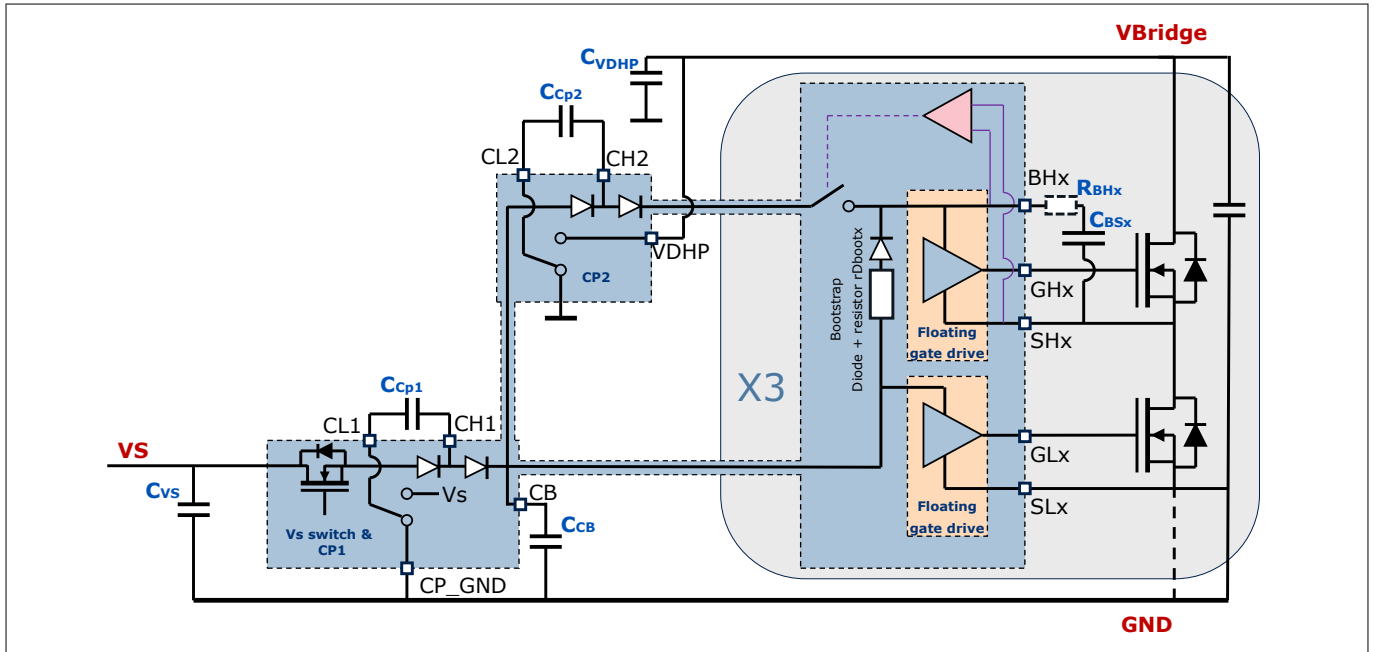 VBridge
CVDHP
CCp2
CL2
CH2
BHx
RBHx
CBSx
VDHP
CP2
GHx
Bootstrap
Diode + resistor rDbootx
Floating
gate drive
SHx
X3
CCp1
CL1
CH1
VS
GLx
CVS
Vs
CB
SLx
CCB
Vs switch &
CP1
Floating
gate drive
CP_GND
GND